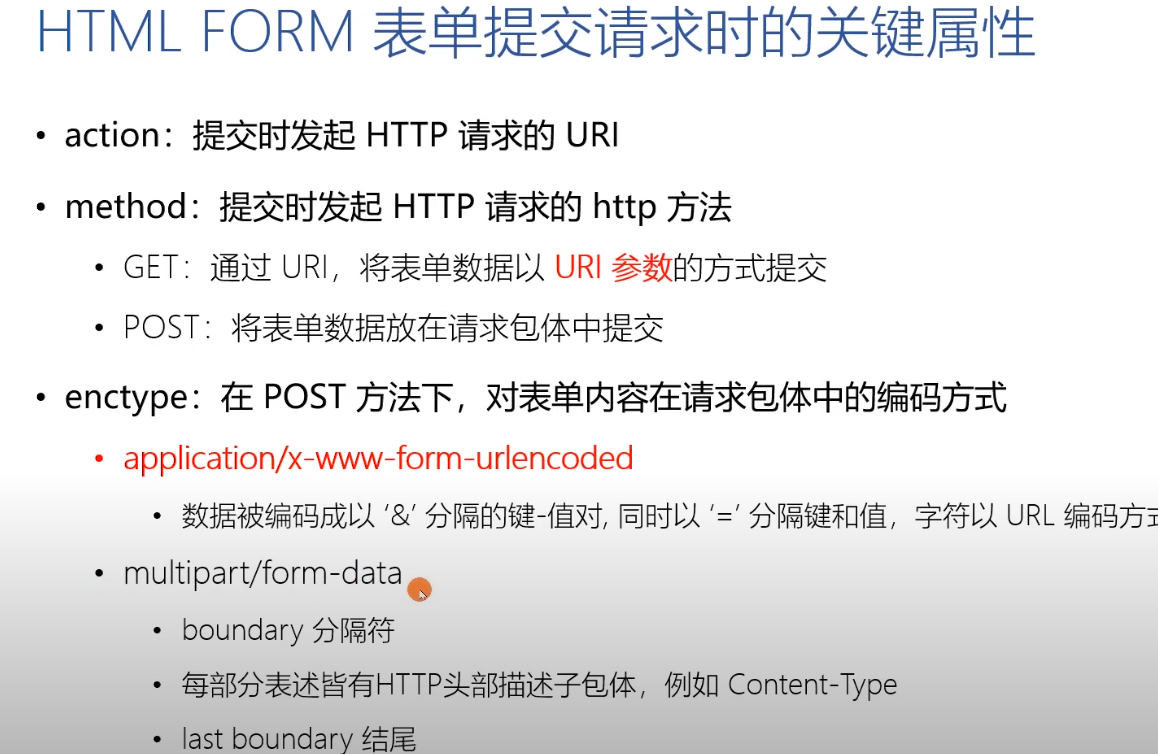 HTML FORM 表单提交请求时的关键属性
• action：提交时发起 HTTP 请求的 URI
• method：提交时发起 HTTP 请求的 http 方法
• GET：通过 URI，将表单数据以 URI 参数的方式提交
• POST：将表单数据放在请求包体中提交
• enctype：在 POST 方法下，对表单内容在请求包体中的编码方式
• application/x-www-form-urlencoded
• 数据被编码成以 ‘&’ 分隔的键-值对, 同时以 ‘=’ 分隔键和值，字符以 URL 编码方式
• multipart/form-data
• boundary 分隔符
• 每部分表述皆有HTTP头部描述子包体，例如 Content-Type
• last boundary 结尾